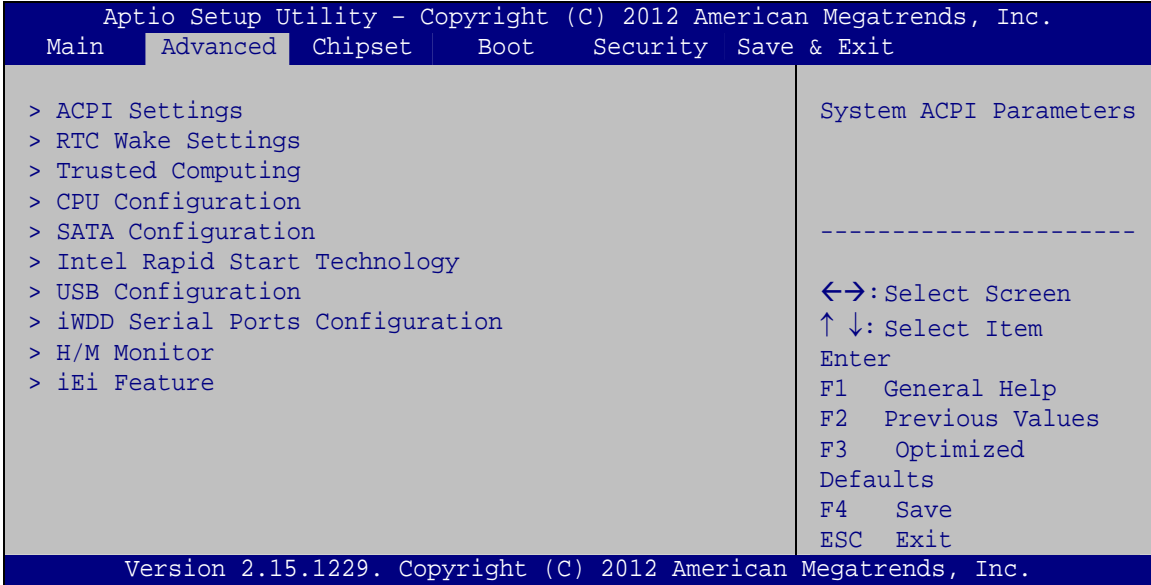 Aptio Setup Utility – Copyright (C) 2012 American Megatrends, Inc.
Main Advanced Chipset Boot Security Save & Exit
> ACPI Settings
> RTC Wake Settings
> Trusted Computing
> CPU Configuration
> SATA Configuration
> Intel Rapid Start Technology
> USB Configuration
> iWDD Serial Ports Configuration
> H/M Monitor
> iEi Feature
System ACPI Parameters
----------------------
←→: Select Screen
↑ ↓: Select Item
Enter
F1 General Help
F2 Previous Values
F3 Optimized
Defaults
F4 Save
ESC Exit
Version 2.15.1229. Copyright (C) 2012 American Megatrends, Inc.